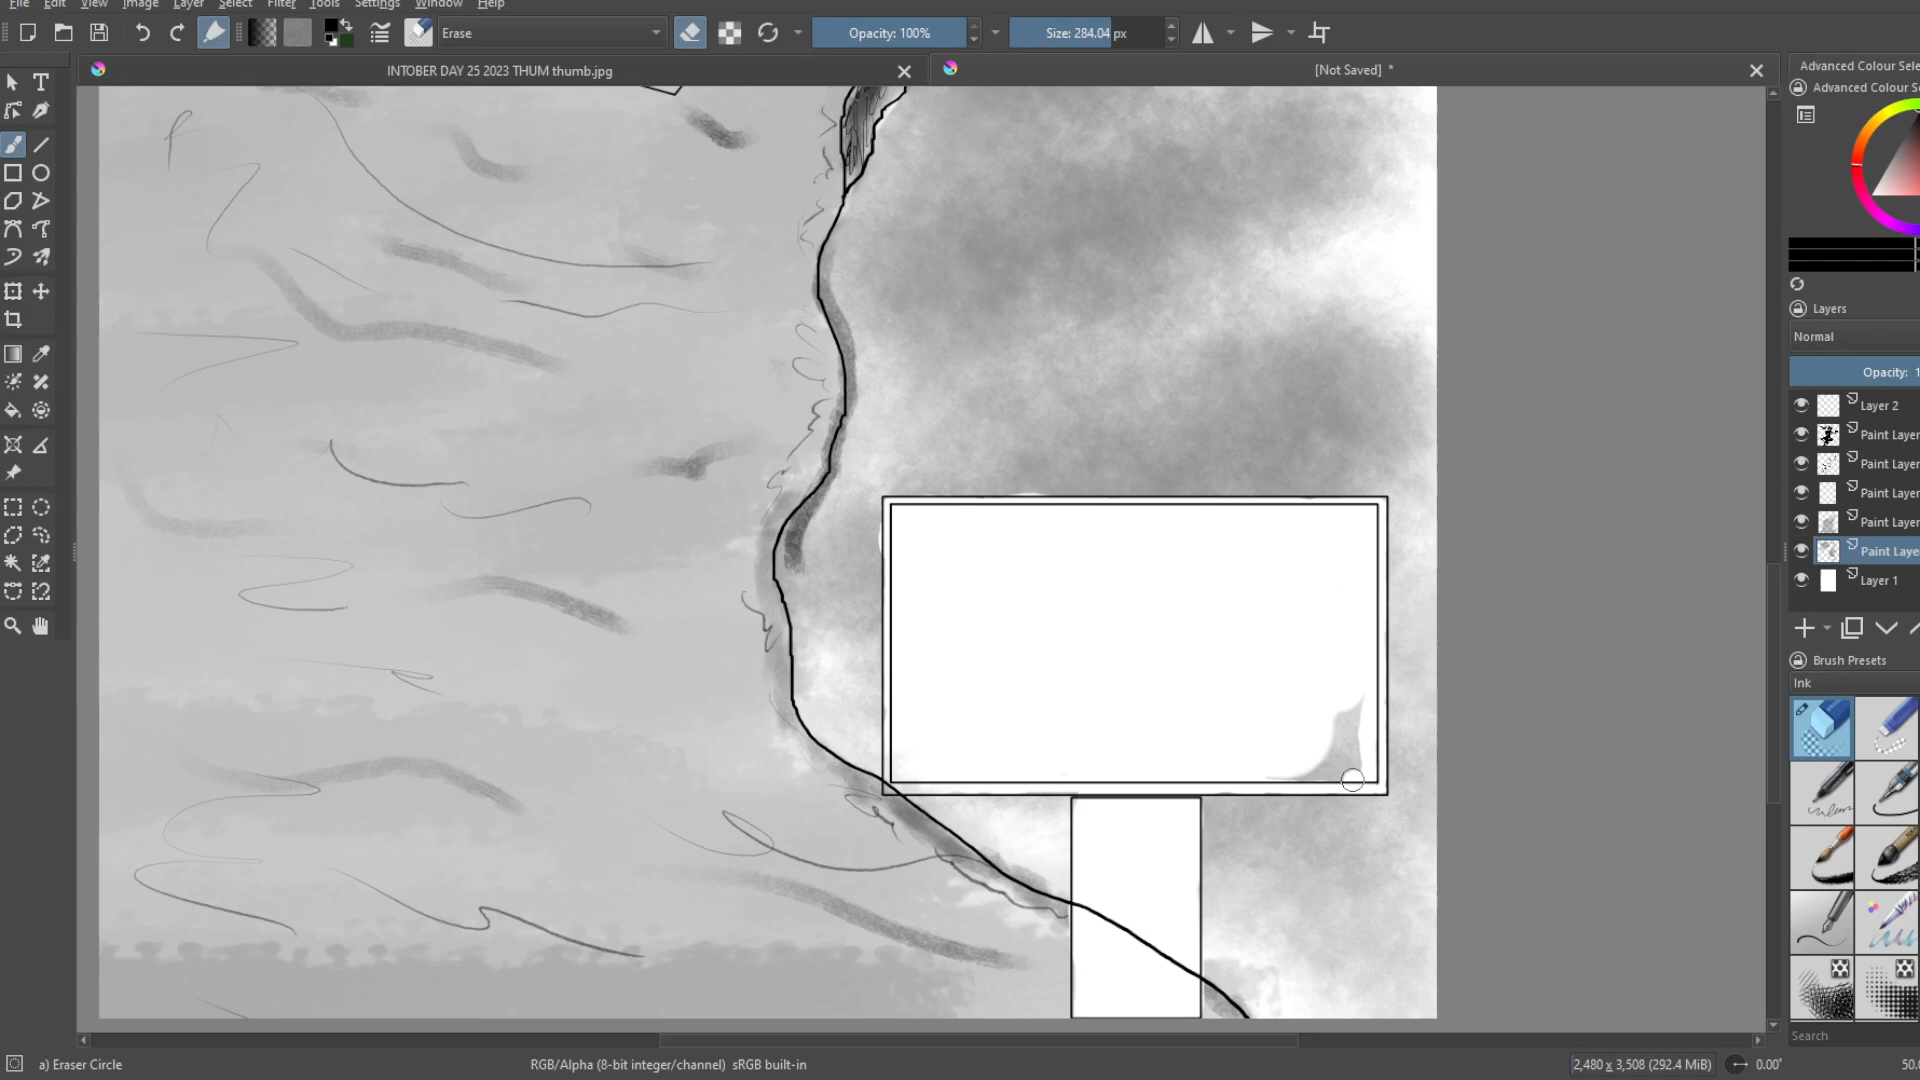 File Edit View Image Layer Select Filter Tools Settings Window Help
Erase
Opacity: 100%
Size: 284.04 px
INTOBER DAY 25 2023 THUM thumb.jpg
[Not Saved] *
Advanced Colour Sele
Advanced Colour Se
Layers
Normal
Opacity: 1
Layer 2
Paint Layer
Paint Layer
Paint Layer
Paint Layer
Paint Laye
Layer 1
Brush Presets
Ink
Search
a) Eraser Circle
RGB/Alpha (8-bit integer/channel) sRGB built-in
2,480 x 3,508 (292.4 MiB)
0.00°
50.0